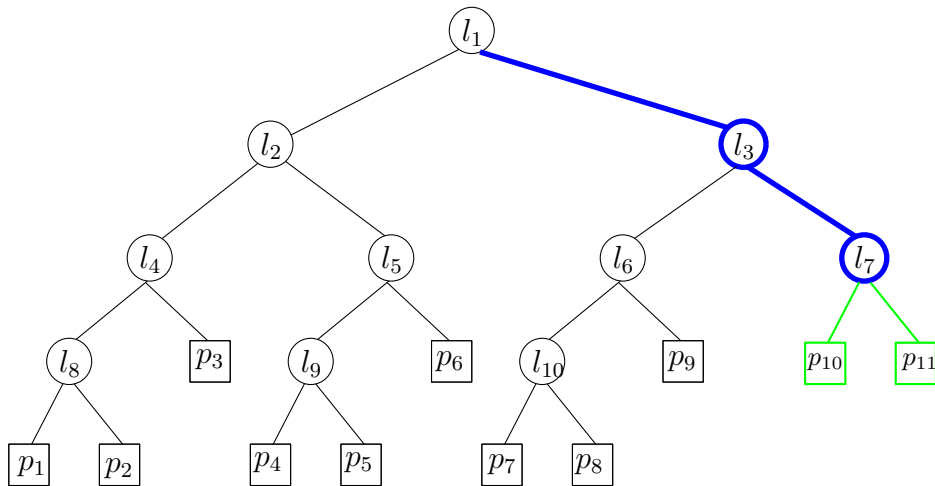 l₁
l₂ l₃
l₄ l₅ l₆ l₇
l₈ p₃ l₉ p₆ l₁₀ p₉ p₁₀ p₁₁
p₁ p₂ p₄ p₅ p₇ p₈